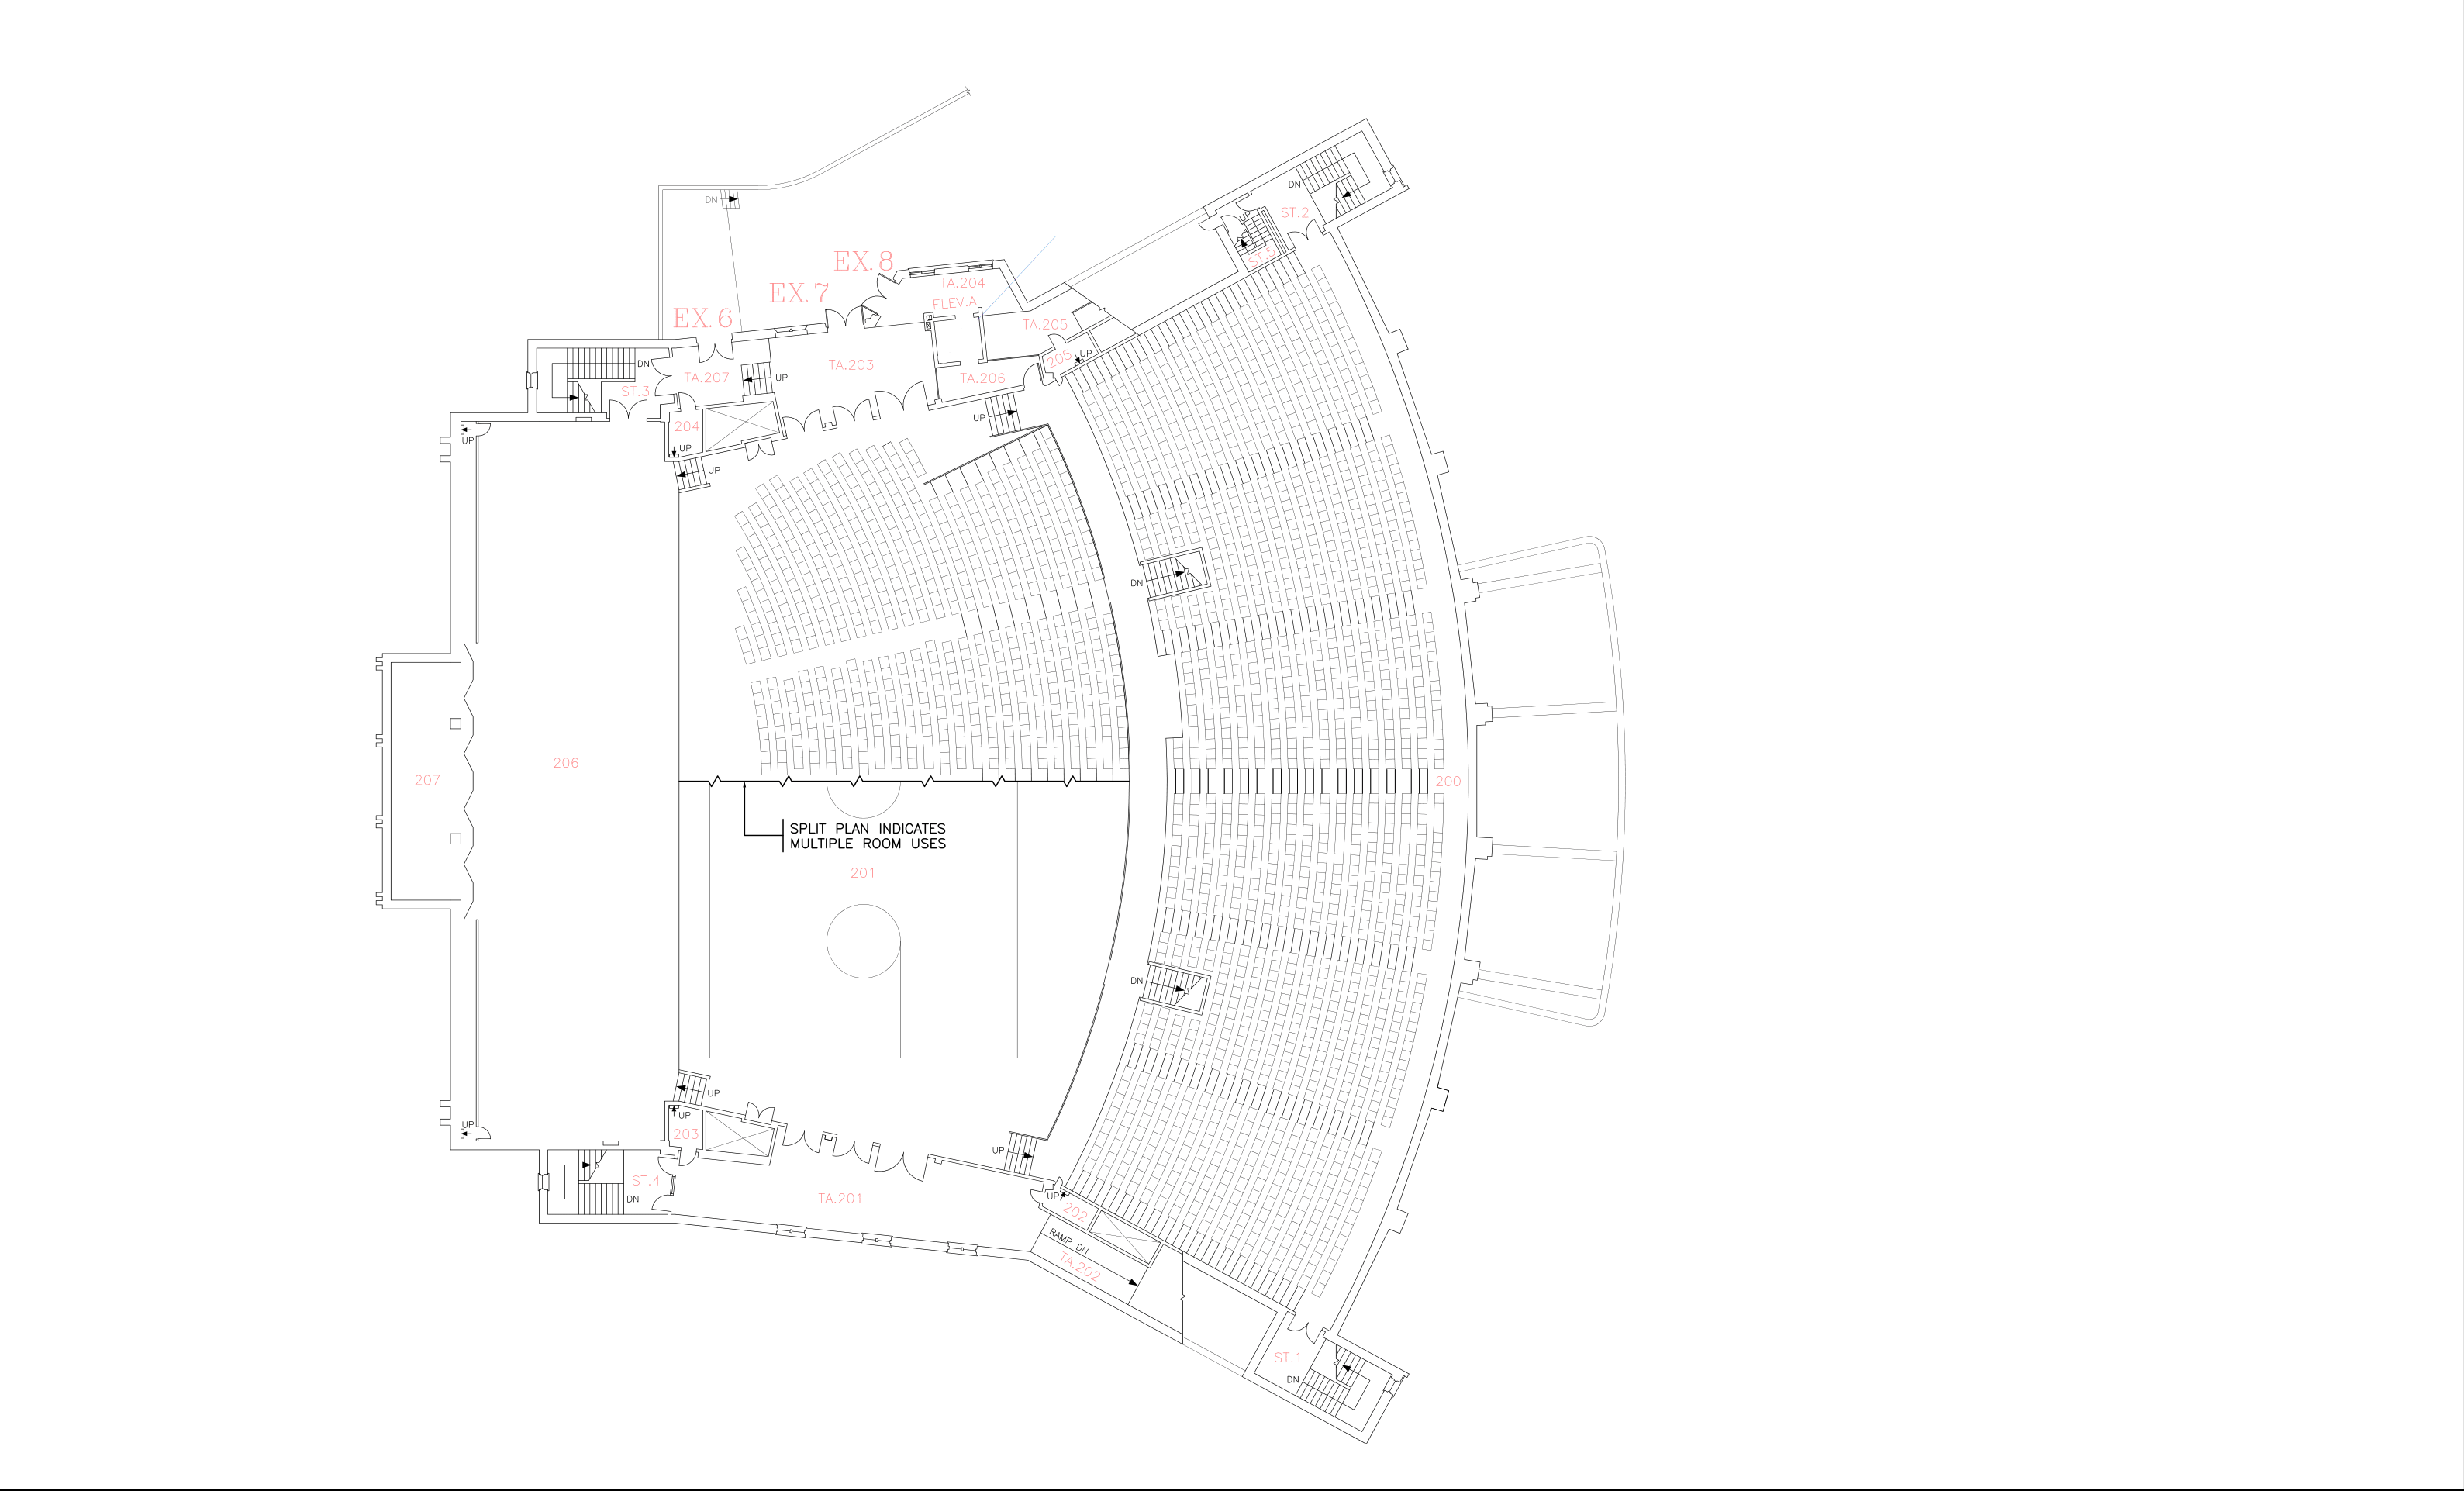 DN
ST.2
DN
UP
ST.5
EX.8
EX.7
EX.6
TA.204
ELEV.A
TA.205
TA.203
205
UP
TA.206
DN
ST.3
TA.207
UP
204
UP
UP
UP
UP
DN
207
206
200
SPLIT PLAN INDICATES
MULTIPLE ROOM USES
201
DN
UP
UP
203
UP
UP
ST.4
DN
TA.201
UP
202
RAMP DN
TA.202
ST.1
DN